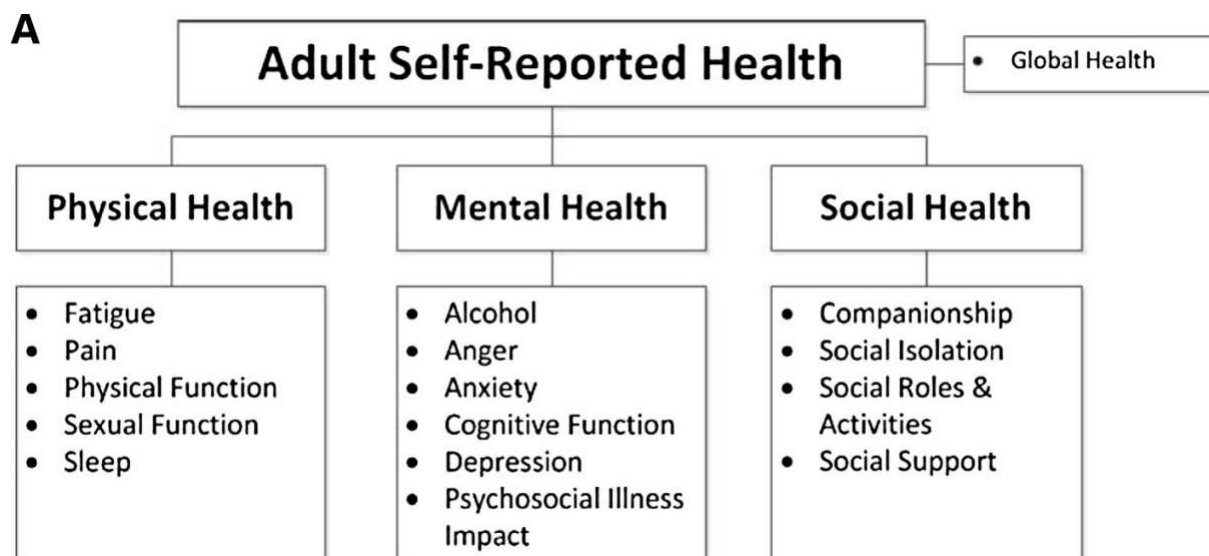 A
Adult Self-Reported Health
• Global Health
Physical Health
Mental Health
Social Health
• Fatigue
• Pain
• Physical Function
• Sexual Function
• Sleep
• Alcohol
• Anger
• Anxiety
• Cognitive Function
• Depression
• Psychosocial Illness
Impact
• Companionship
• Social Isolation
• Social Roles &
Activities
• Social Support